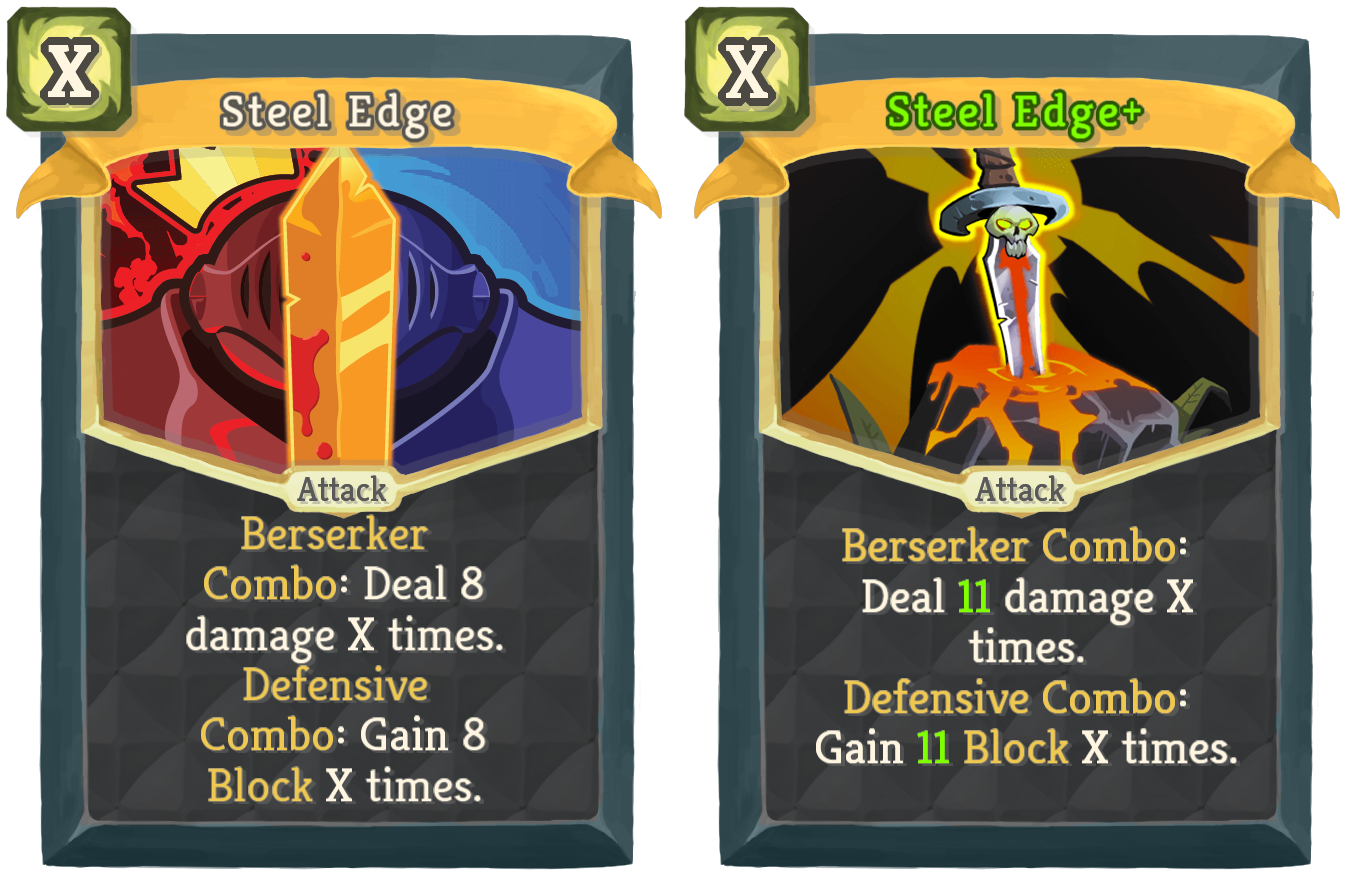 X
Steel Edge
Attack
Berserker
Combo: Deal 8
damage X times.
Defensive
Combo: Gain 8
Block X times.
X
Steel Edge+
Attack
Berserker Combo:
Deal 11 damage X
times.
Defensive Combo:
Gain 11 Block X times.